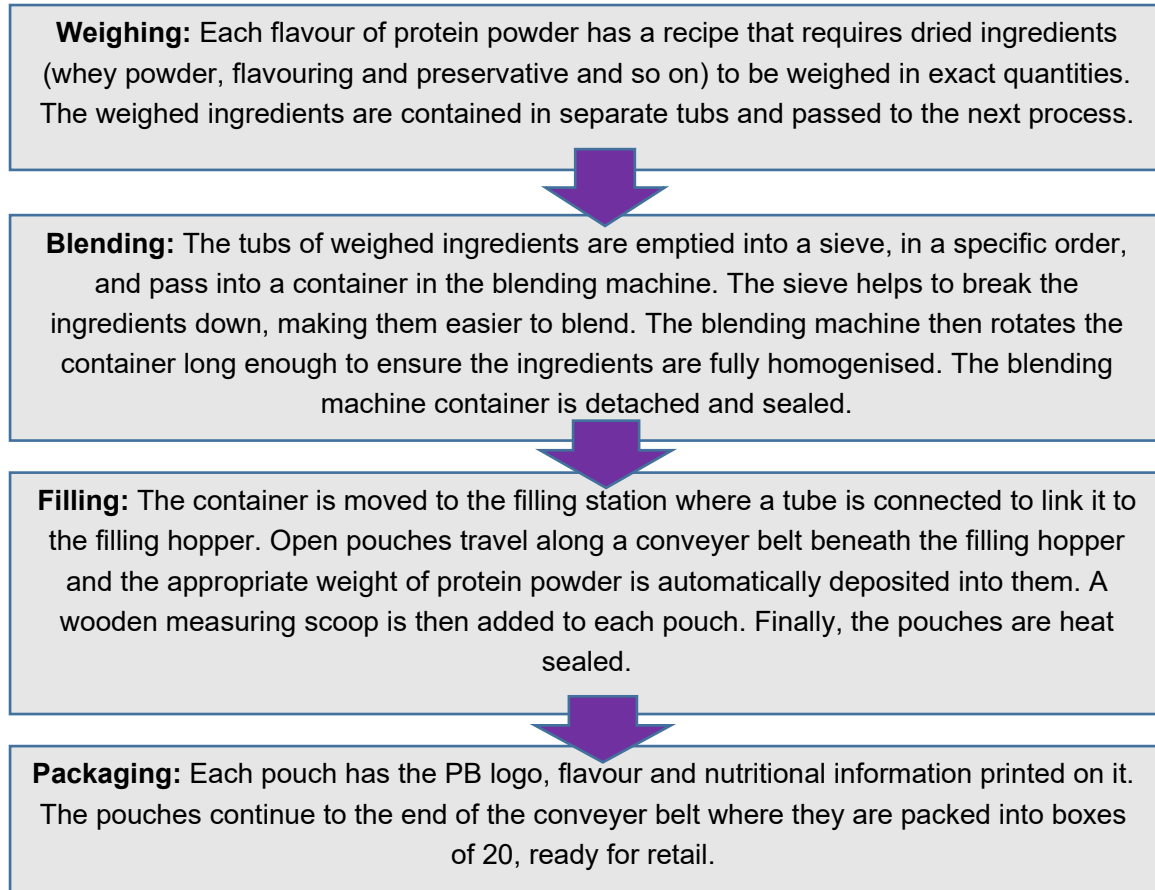 Weighing: Each flavour of protein powder has a recipe that requires dried ingredients
(whey powder, flavouring and preservative and so on) to be weighed in exact quantities.
The weighed ingredients are contained in separate tubs and passed to the next process.
Blending: The tubs of weighed ingredients are emptied into a sieve, in a specific order,
and pass into a container in the blending machine. The sieve helps to break the
ingredients down, making them easier to blend. The blending machine then rotates the
container long enough to ensure the ingredients are fully homogenised. The blending
machine container is detached and sealed.
Filling: The container is moved to the filling station where a tube is connected to link it to
the filling hopper. Open pouches travel along a conveyer belt beneath the filling hopper
and the appropriate weight of protein powder is automatically deposited into them. A
wooden measuring scoop is then added to each pouch. Finally, the pouches are heat
sealed.
Packaging: Each pouch has the PB logo, flavour and nutritional information printed on it.
The pouches continue to the end of the conveyer belt where they are packed into boxes
of 20, ready for retail.